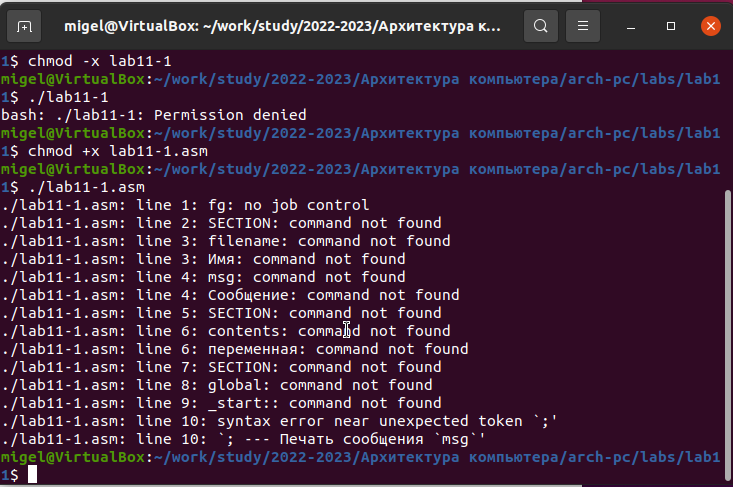 migel@VirtualBox: ~/work/study/2022-2023/Архитектура к...
1$ chmod -x lab11-1
migel@VirtualBox:~/work/study/2022-2023/Архитектура компьютера/arch-pc/labs/lab1
1$ ./lab11-1
bash: ./lab11-1: Permission denied
migel@VirtualBox:~/work/study/2022-2023/Архитектура компьютера/arch-pc/labs/lab1
1$ chmod +x lab11-1.asm
migel@VirtualBox:~/work/study/2022-2023/Архитектура компьютера/arch-pc/labs/lab1
1$ ./lab11-1.asm
./lab11-1.asm: line 1: fg: no job control
./lab11-1.asm: line 2: SECTION: command not found
./lab11-1.asm: line 3: filename: command not found
./lab11-1.asm: line 3: Имя: command not found
./lab11-1.asm: line 4: msg: command not found
./lab11-1.asm: line 4: Сообщение: command not found
./lab11-1.asm: line 5: SECTION: command not found
./lab11-1.asm: line 6: contents: command not found
./lab11-1.asm: line 6: переменная: command not found
./lab11-1.asm: line 7: SECTION: command not found
./lab11-1.asm: line 8: global: command not found
./lab11-1.asm: line 9: _start:: command not found
./lab11-1.asm: line 10: syntax error near unexpected token `;'
./lab11-1.asm: line 10: `; --- Печать сообщения `msg`'
migel@VirtualBox:~/work/study/2022-2023/Архитектура компьютера/arch-pc/labs/lab1
1$